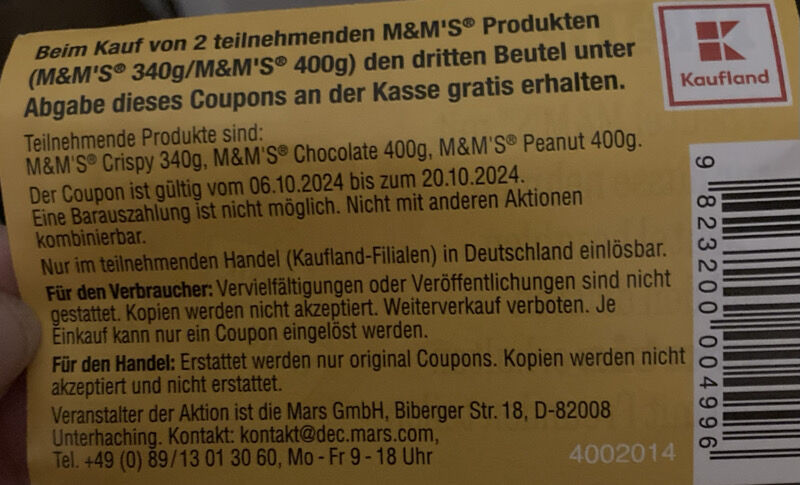 Beim Kauf von 2 teilnehmenden M&M'S® Produkten
(M&M'S® 340g/M&M'S® 400g) den dritten Beutel unter
Abgabe dieses Coupons an der Kasse gratis erhalten.
Kaufland
Teilnehmende Produkte sind:
M&M'S® Crispy 340g, M&M'S® Chocolate 400g, M&M'S® Peanut 400g.
Der Coupon ist gültig vom 06.10.2024 bis zum 20.10.2024.
Eine Barauszahlung ist nicht möglich. Nicht mit anderen Aktionen
kombinierbar.
Nur im teilnehmenden Handel (Kaufland-Filialen) in Deutschland einlösbar.
Für den Verbraucher: Vervielfältigungen oder Veröffentlichungen sind nicht
gestattet. Kopien werden nicht akzeptiert. Weiterverkauf verboten. Je
Einkauf kann nur ein Coupon eingelöst werden.
Für den Handel: Erstattet werden nur original Coupons. Kopien werden nicht
akzeptiert und nicht erstattet.
Veranstalter der Aktion ist die Mars GmbH, Biberger Str. 18, D-82008
Unterhaching. Kontakt: kontakt@dec.mars.com,
Tel. +49 (0) 89/13 01 30 60, Mo - Fr 9 - 18 Uhr
4002014
9 823200 004996